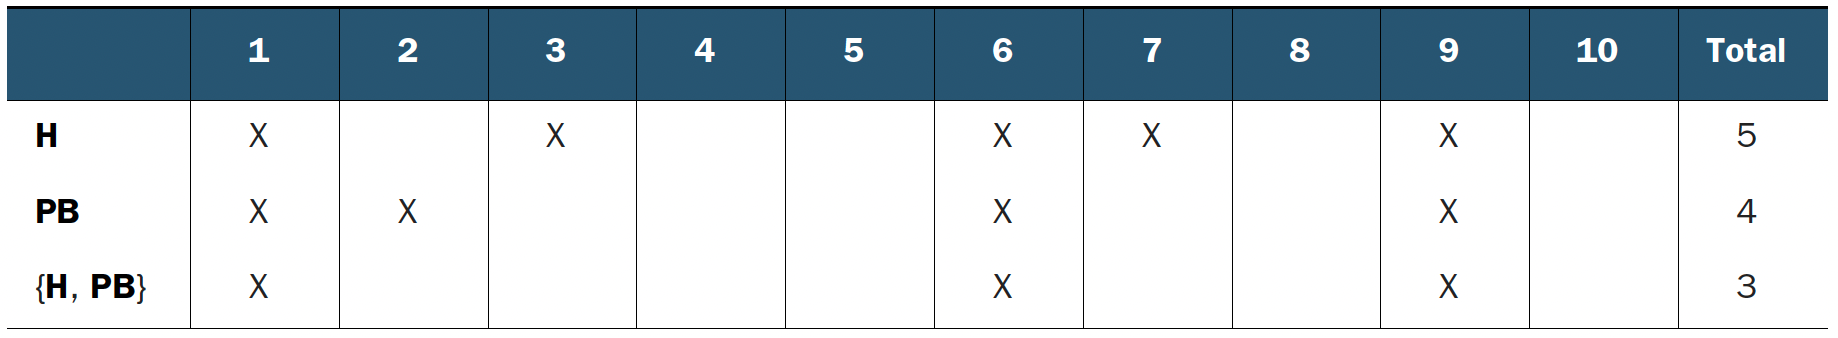 1 2 3 4 5 6 7 8 9 10 Total
H X X X X X 5
PB X X X X 4
{H, PB} X X X 3